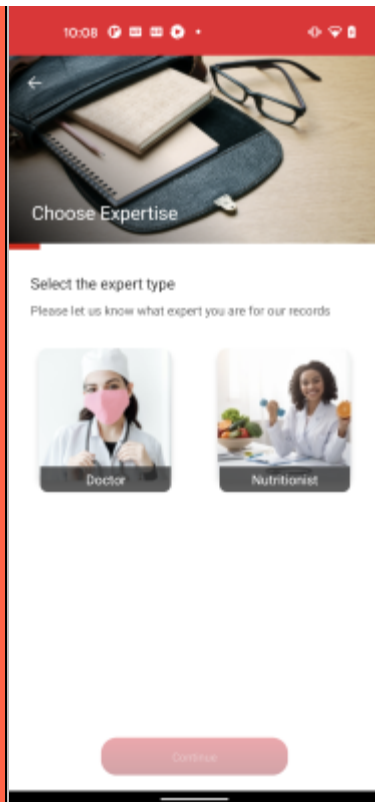 10:08
Choose Expertise
Select the expert type
Please let us know what expert you are for our records
Doctor
Nutritionist
Continue